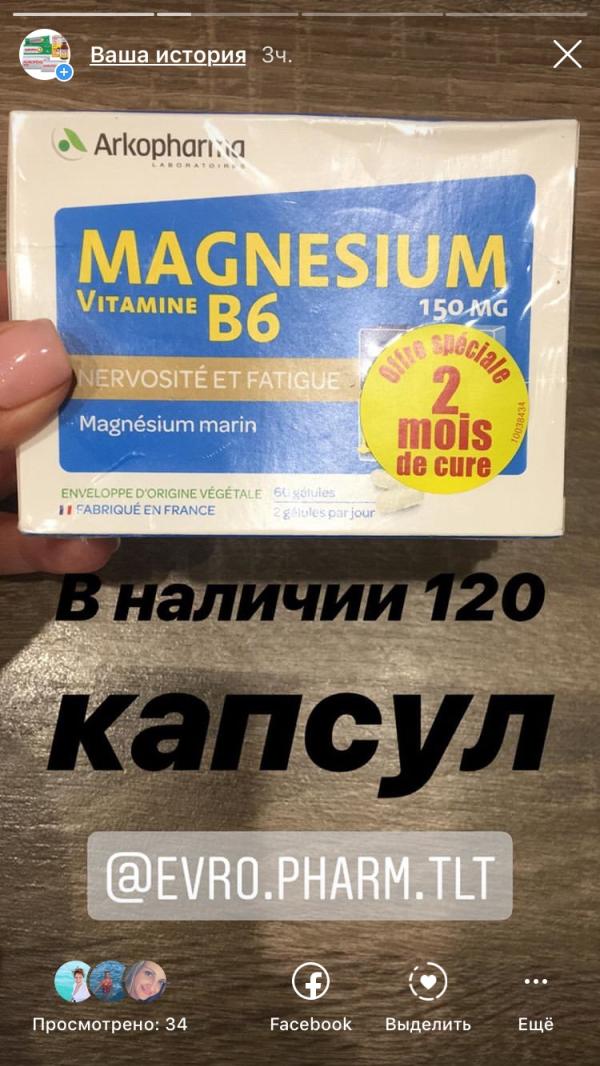 Ваша история 3ч.
Arkopharma
LABORATOIRES
MAGNESIUM
VITAMINE B6
150 MG
NERVOSITÉ ET FATIGUE
Magnésium marin
Offre spéciale
2
mois
de cure
10038434
ENVELOPPE D'ORIGINE VÉGÉTALE
FABRIQUÉ EN FRANCE
60 gélules
2 gélules par jour
В наличии 120
капсул
@EVRO.PHARM.TLT
Просмотрено: 34
Facebook
Выделить
Ещё